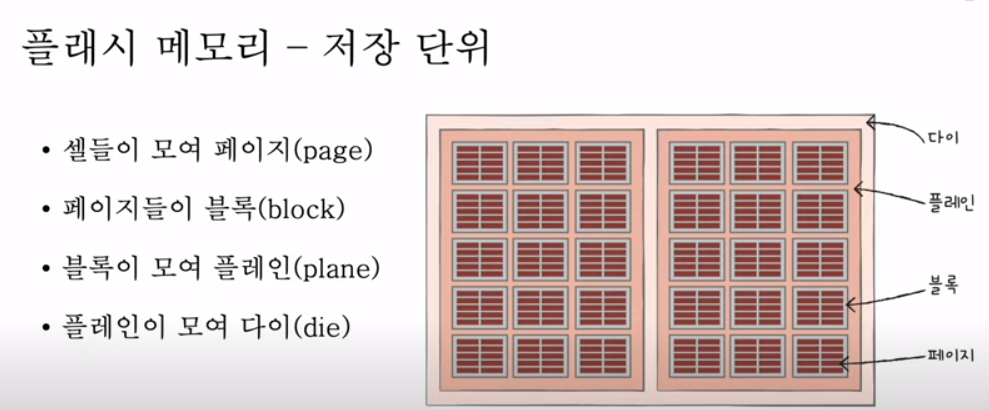 플래시 메모리 – 저장 단위
• 셀들이 모여 페이지(page)
• 페이지들이 블록(block)
• 블록이 모여 플레인(plane)
• 플레인이 모여 다이(die)
다이
플레인
블록
페이지